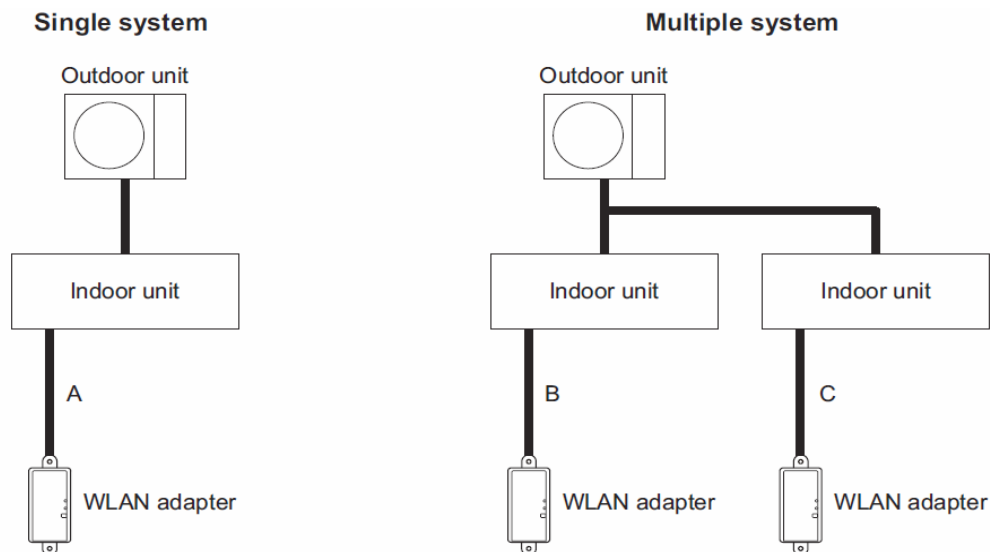 Single system
Outdoor unit
Indoor unit
A
WLAN adapter
Multiple system
Outdoor unit
Indoor unit
Indoor unit
B
C
WLAN adapter
WLAN adapter